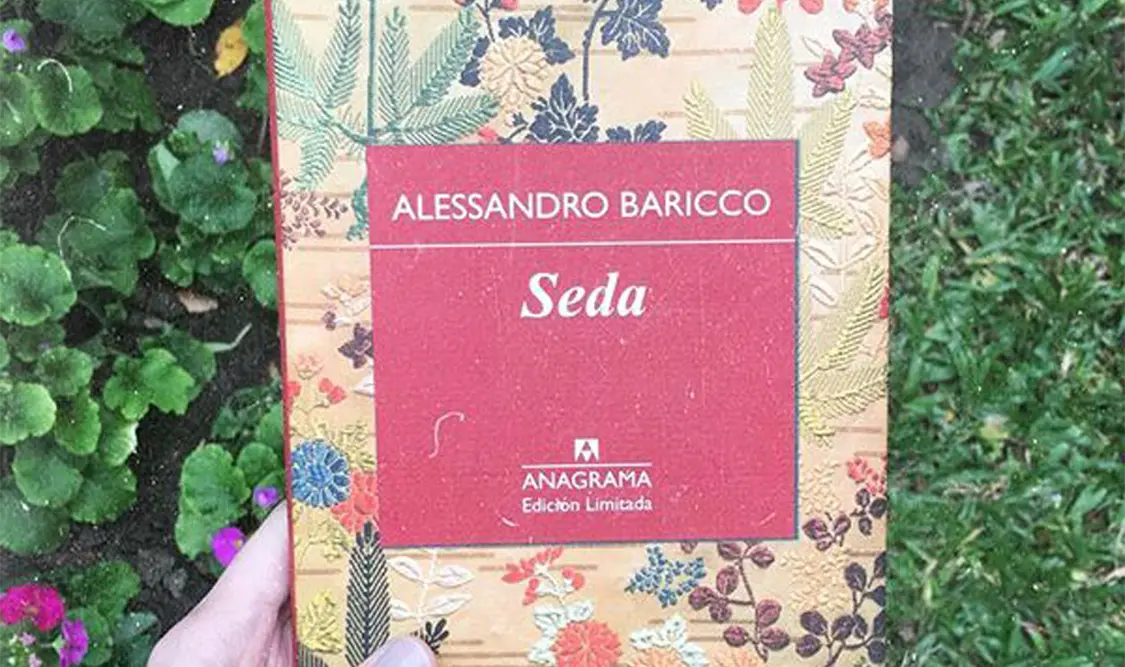 ALESSANDRO BARICCO
Seda
ANAGRAMA
Edición Limitada